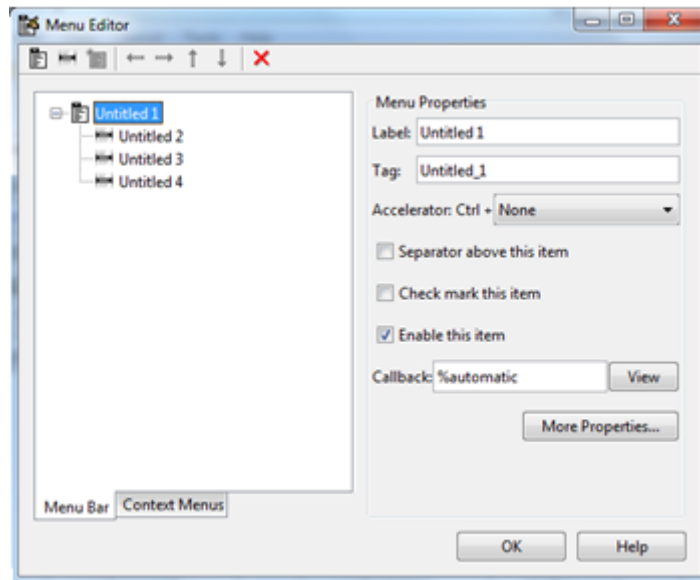 Menu Editor
Untitled 1
Untitled 2
Untitled 3
Untitled 4
Menu Bar
Context Menus
Menu Properties
Label: Untitled 1
Tag: Untitled_1
Accelerator: Ctrl + None
Separator above this item
Check mark this item
Enable this item
Callback: %automatic View
More Properties...
OK Help